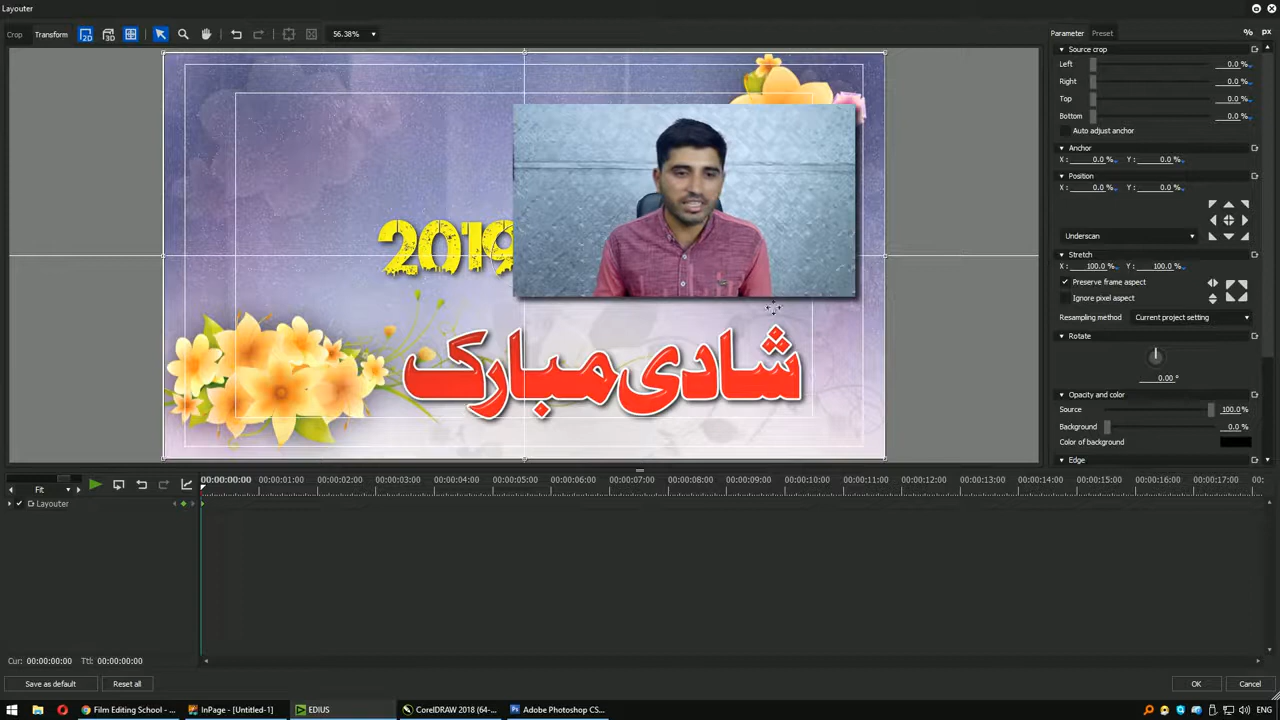 Layouter
Crop
Transform
56.38%
Parameter
Preset
%
px
Source crop
Left
0.0 %
Right
0.0 %
Top
0.0 %
Bottom
0.0 %
Auto adjust anchor
Anchor
X : 0.0 % Y : 0.0 %
Position
X : 0.0 % Y : 0.0 %
Underscan
Stretch
X : 100.0 % Y : 100.0 %
Preserve frame aspect
Ignore pixel aspect
Resampling method Current project setting
Rotate
0.00 °
Opacity and color
Source 100.0%
Background 0.0 %
Color of background
Edge
2019
شادی مبارک
Fit
00:00:00:00 00:00:01:00 00:00:02:00 00:00:03:00 00:00:04:00 00:00:05:00 00:00:06:00 00:00:07:00 00:00:08:00 00:00:09:00 00:00:10:00 00:00:11:00 00:00:12:00 00:00:13:00 00:00:14:00 00:00:15:00 00:00:16:00 00:00:17:00 00:
Layouter
Cur: 00:00:00:00 Ttl: 00:00:00:00
Save as default
Reset all
OK
Cancel
Film Editing School - ...
InPage - [Untitled-1]
EDIUS
CorelDRAW 2018 (64-...
Adobe Photoshop CS...
ENG